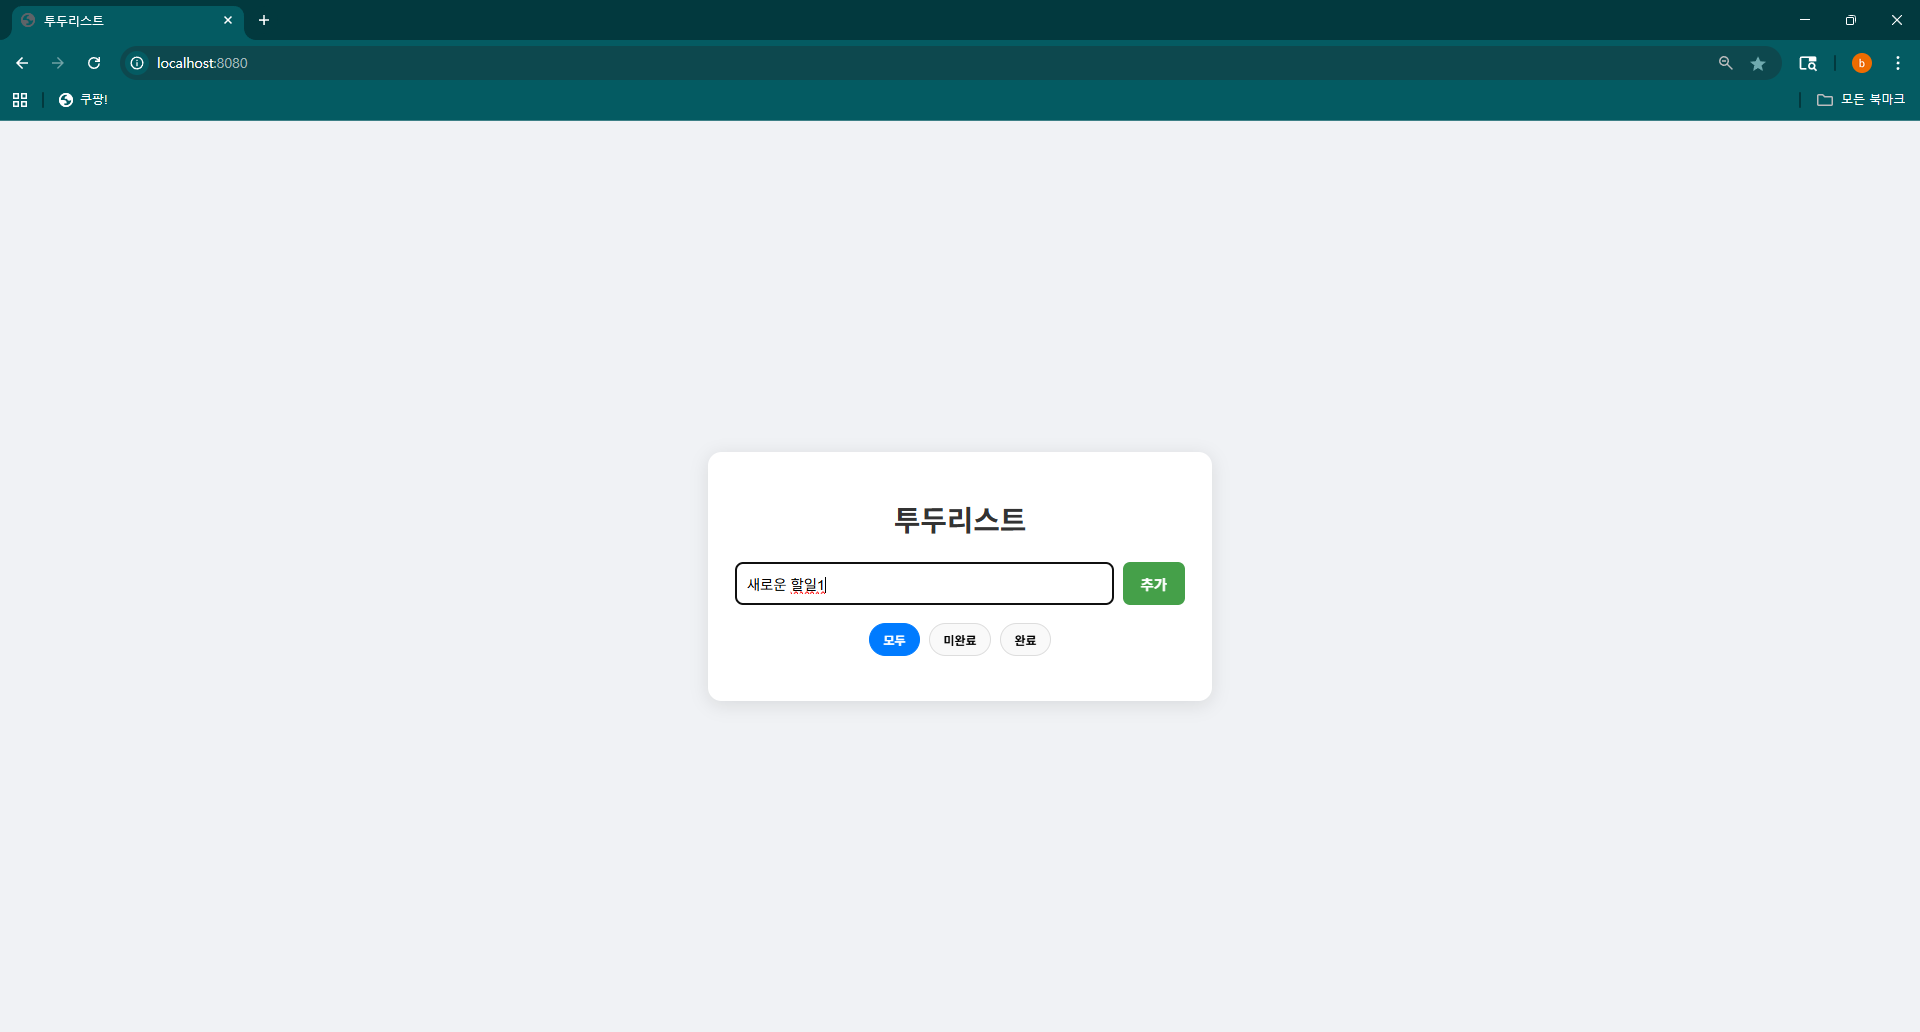 투두리스트
localhost:8080
b
쿠팡!
모든 북마크
투두리스트
새로운 할일1
추가
모두 미완료 완료